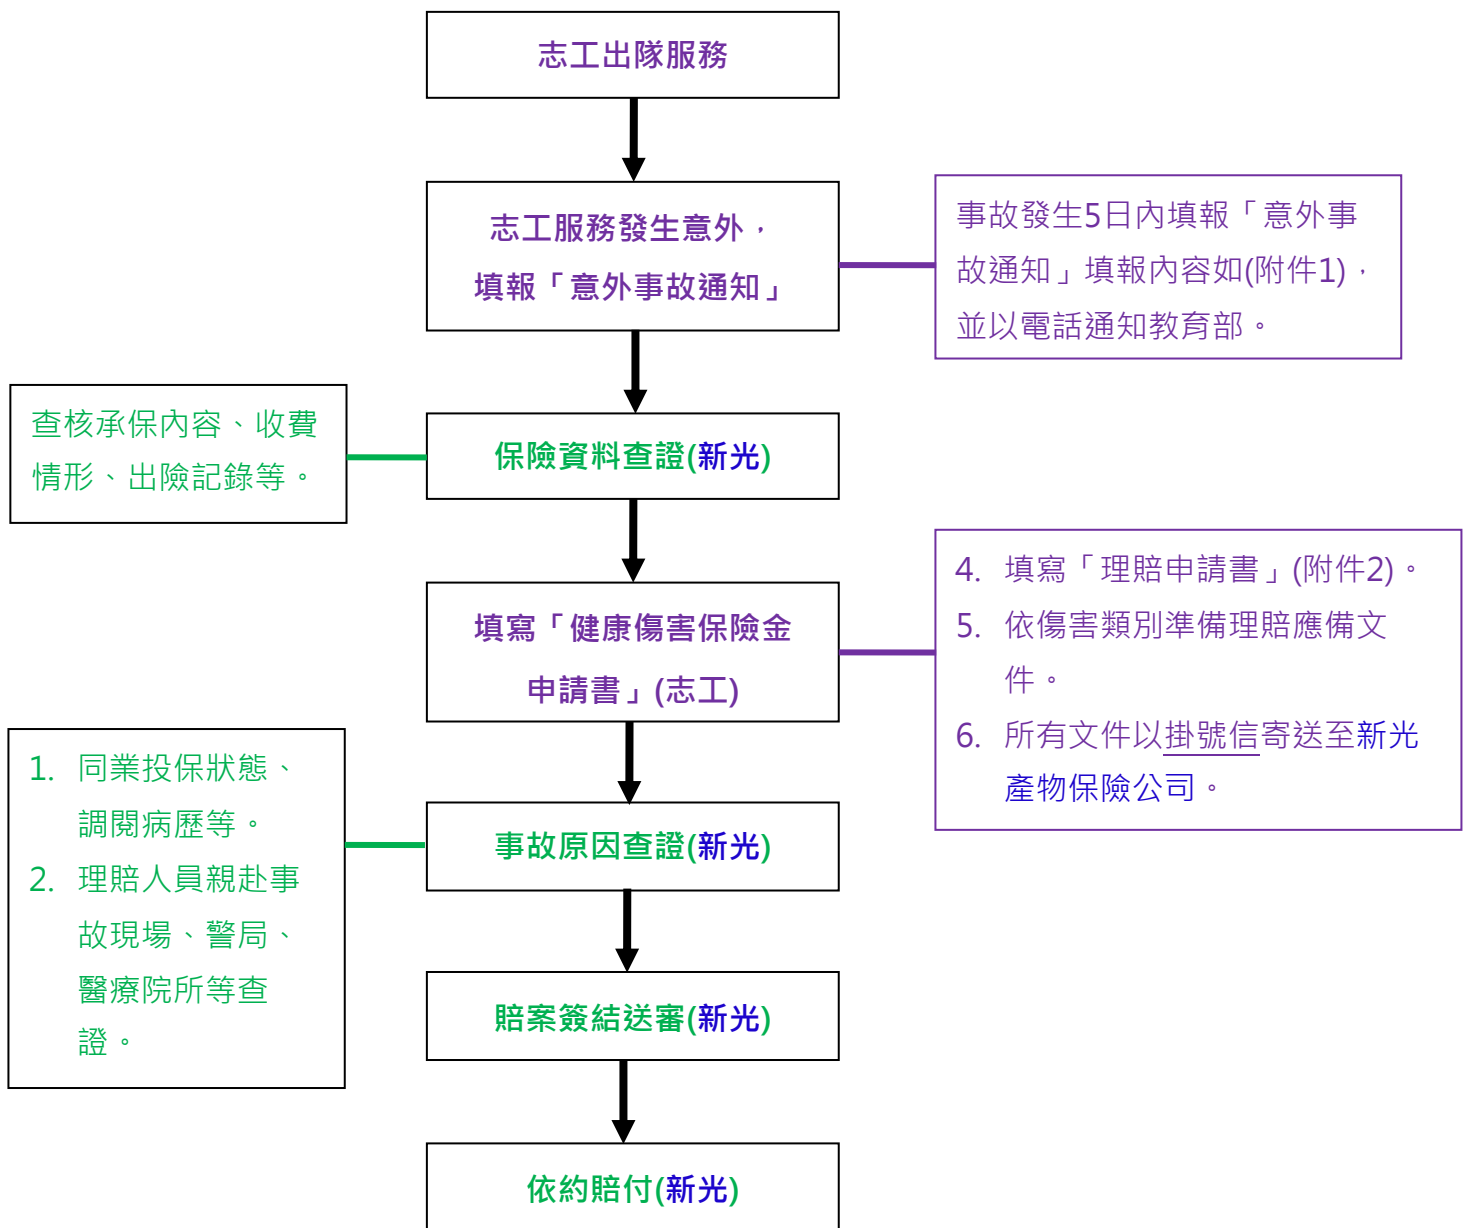 志工出隊服務
志工服務發生意外，
填報「意外事故通知」
事故發生5日內填報「意外事
故通知」填報內容如(附件1)，
並以電話通知教育部。
查核承保內容、收費
情形、出險記錄等。
保險資料查證(新光)
填寫「健康傷害保險金
申請書」(志工)
4. 填寫「理賠申請書」(附件2)。
5. 依傷害類別準備理賠應備文
件。
6. 所有文件以掛號信寄送至新光
產物保險公司。
1. 同業投保狀態、
調閱病歷等。
2. 理賠人員親赴事
故現場、警局、
醫療院所等查
證。
事故原因查證(新光)
賠案簽結送審(新光)
依約賠付(新光)